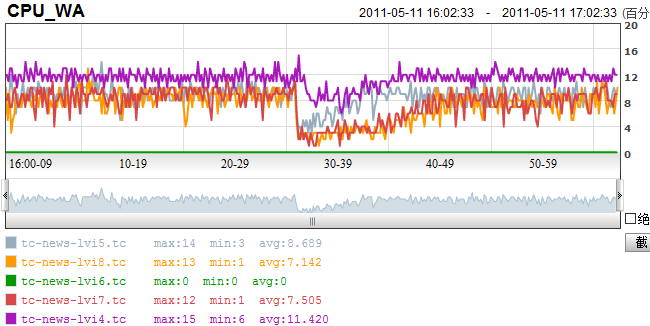 CPU_WA 2011-05-11 16:02:33 - 2011-05-11 17:02:33 (百分
20
16
12
8
4
0
16:00-09 10-19 20-29 30-39 40-49 50-59
绝
截
tc-news-lvi5.tc max:14 min:3 avg:8.689
tc-news-lvi8.tc max:13 min:1 avg:7.142
tc-news-lvi6.tc max:0 min:0 avg:0
tc-news-lvi7.tc max:12 min:1 avg:7.505
tc-news-lvi4.tc max:15 min:6 avg:11.420